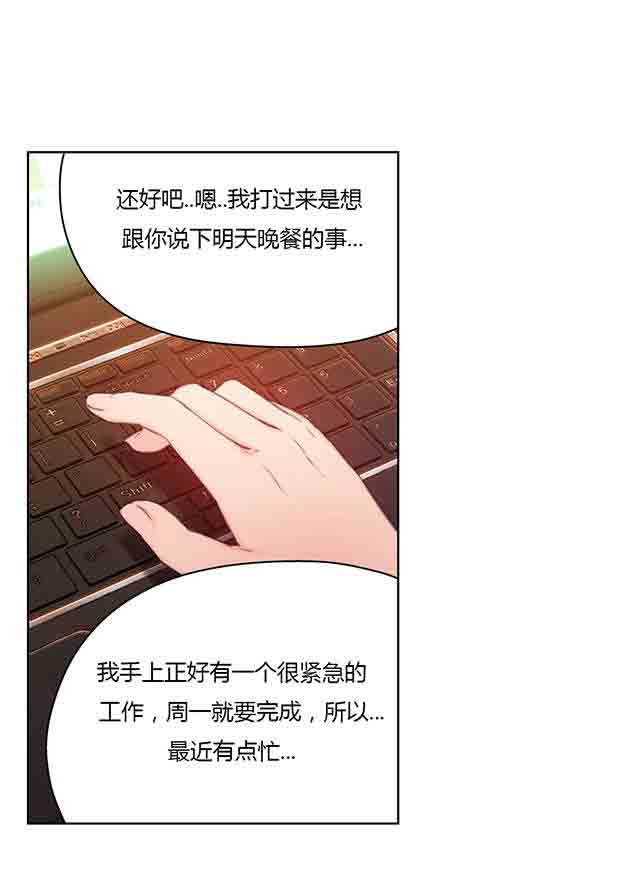 还好吧..嗯..我打过来是想
跟你说下明天晚餐的事...
Shift
我手上正好有一个很紧急的
工作，周一就要完成，所以...
最近有点忙...